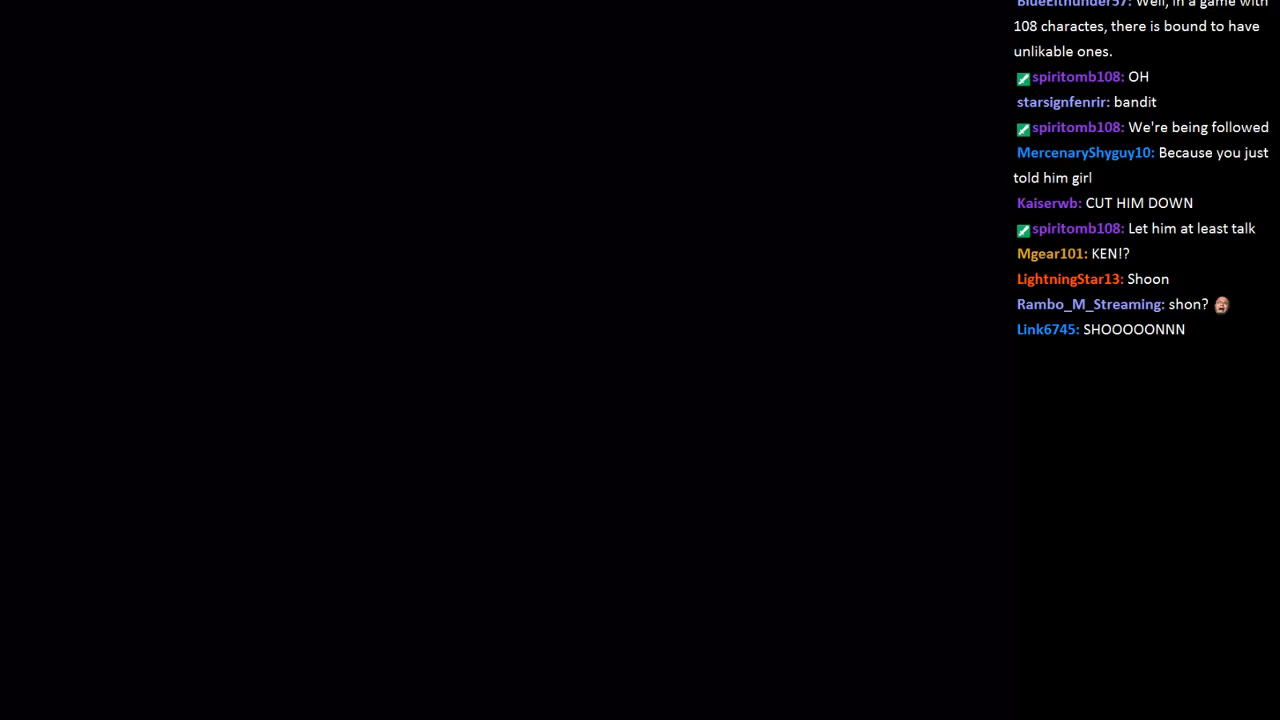 BlueElthunder57: Well, in a game with
108 charactes, there is bound to have
unlikable ones.
spiritomb108: OH
starsignfenrir: bandit
spiritomb108: We're being followed
MercenaryShyguy10: Because you just
told him girl
Kaiserwb: CUT HIM DOWN
spiritomb108: Let him at least talk
Mgear101: KEN!?
LightningStar13: Shoon
Rambo_M_Streaming: shon?
Link6745: SHOOOOONNN